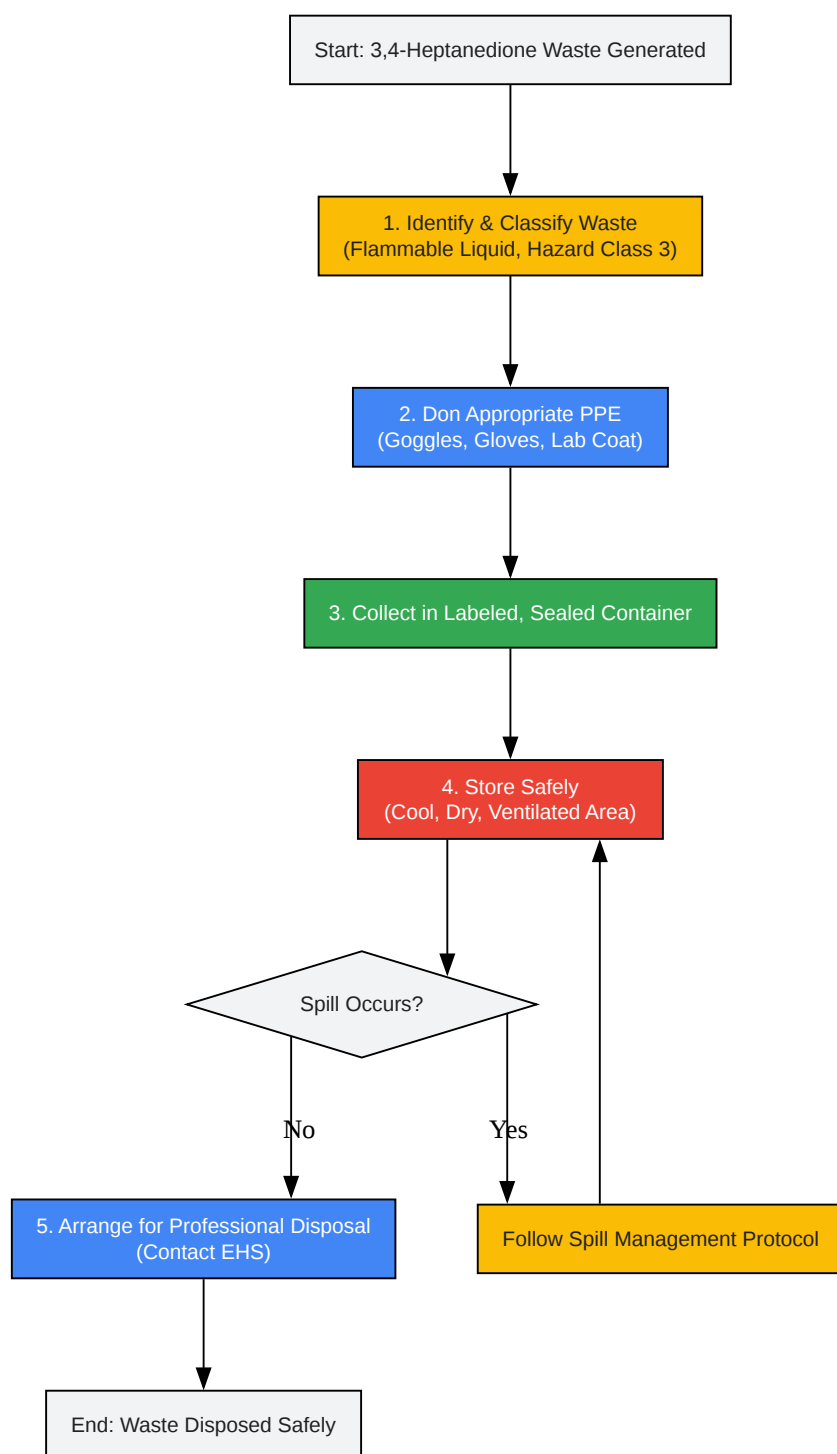 Start: 3,4-Heptanedione Waste Generated
1. Identify & Classify Waste
(Flammable Liquid, Hazard Class 3)
2. Don Appropriate PPE
(Goggles, Gloves, Lab Coat)
3. Collect in Labeled, Sealed Container
4. Store Safely
(Cool, Dry, Ventilated Area)
Spill Occurs?
No
Yes
5. Arrange for Professional Disposal
(Contact EHS)
Follow Spill Management Protocol
End: Waste Disposed Safely